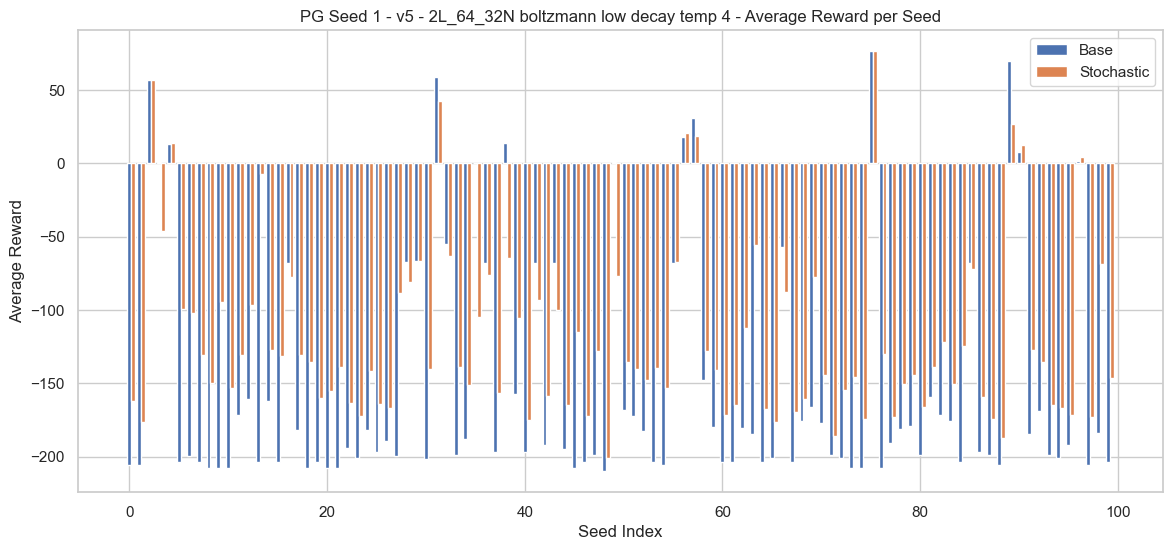 PG Seed 1 - v5 - 2L_64_32N boltzmann low decay temp 4 - Average Reward per Seed
Base
Stochastic
Average Reward
50
0
−50
−100
−150
−200
0 20 40 60 80 100
Seed Index